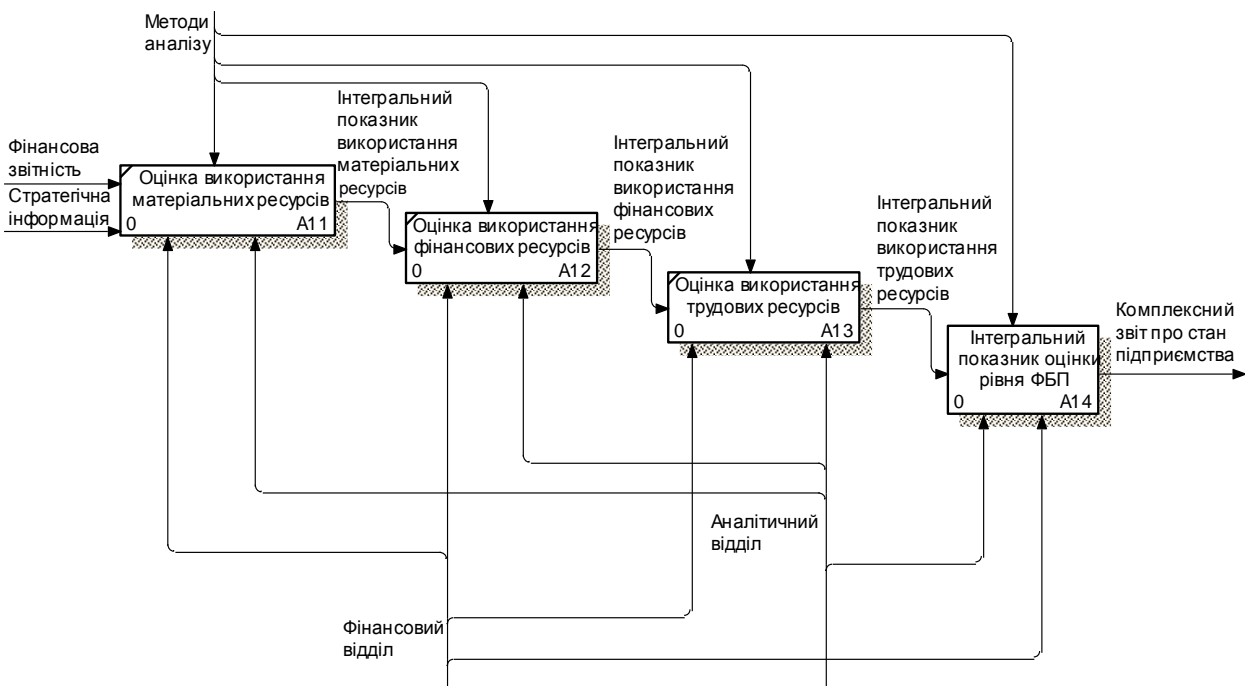 Методи
аналізу
Фінансова
звітність
Стратегічна
інформація
Оцінка використання
матеріальних ресурсів
0
A11
Інтегральний
показник
використання
матеріальних
ресурсів
Оцінка використання
фінансових ресурсів
0
A12
Інтегральний
показник
використання
фінансових
ресурсів
Оцінка використання
трудових ресурсів
0
A13
Інтегральний
показник
використання
трудових
ресурсів
Інтегральний
показник оцінки
рівня ФБП
0
A14
Комплексний
звіт про стан
підприємства
Аналітичний
відділ
Фінансовий
відділ